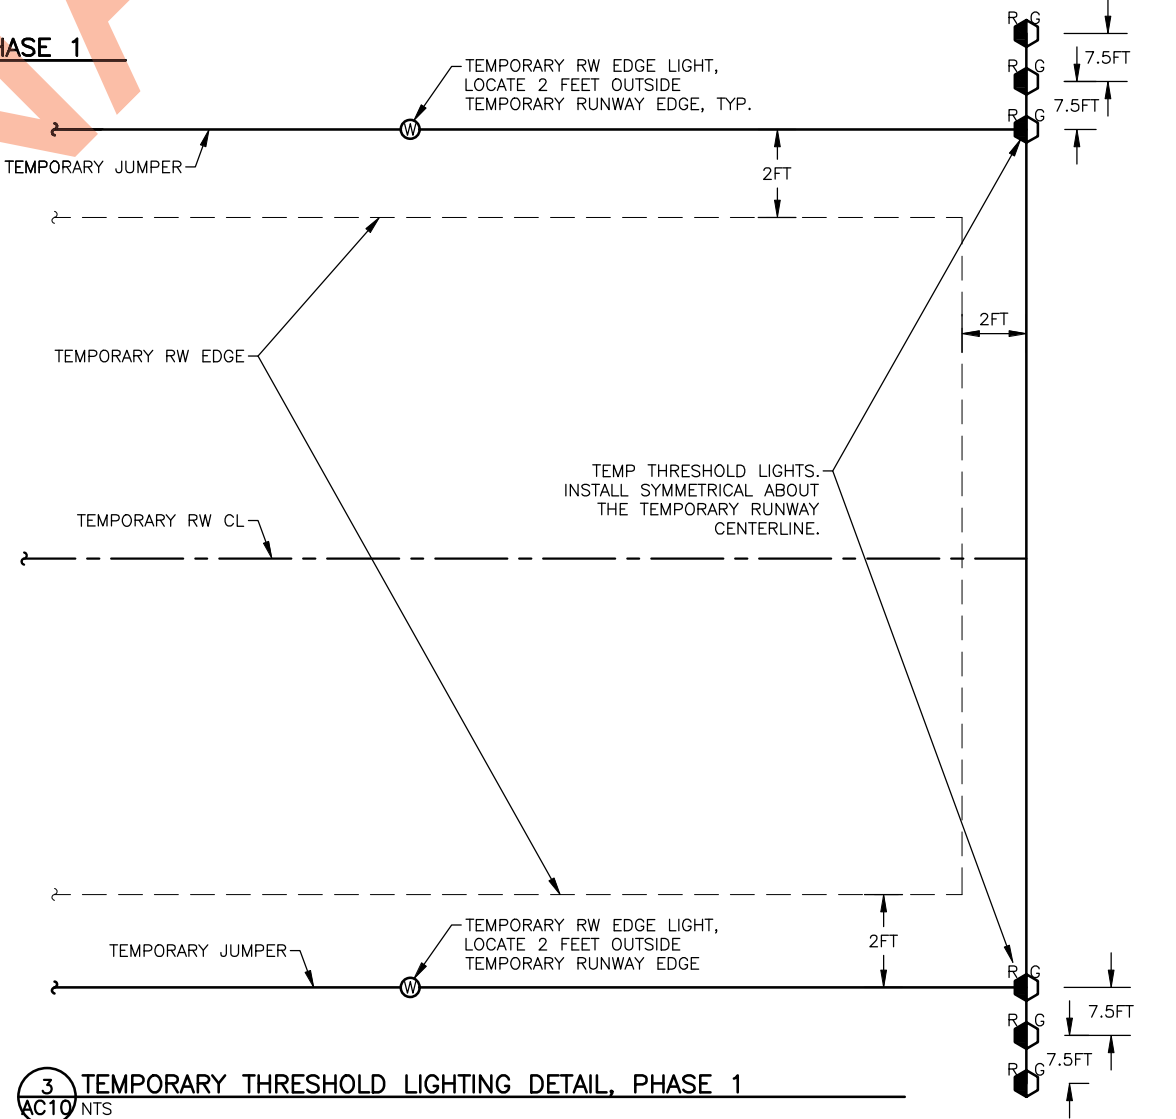 R G
7.5FT
HASE 1
R G
TEMPORARY RW EDGE LIGHT,
LOCATE 2 FEET OUTSIDE
TEMPORARY RUNWAY EDGE, TYP.
7.5FT
R G
W
TEMPORARY JUMPER
2FT
2FT
TEMPORARY RW EDGE
TEMP THRESHOLD LIGHTS.
INSTALL SYMMETRICAL ABOUT
THE TEMPORARY RUNWAY
CENTERLINE.
TEMPORARY RW CL
TEMPORARY RW EDGE LIGHT,
LOCATE 2 FEET OUTSIDE
TEMPORARY RUNWAY EDGE
TEMPORARY JUMPER
2FT
W
R G
7.5FT
R G
7.5FT
R G
3
AC10
TEMPORARY THRESHOLD LIGHTING DETAIL, PHASE 1
NTS